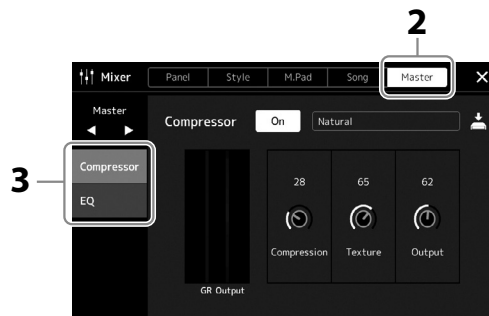 2
Mixer Panel Style M.Pad Song Master ×
Master
Compressor On Natural
3
Compressor
EQ
28 65 62
Compression Texture Output
GR Output